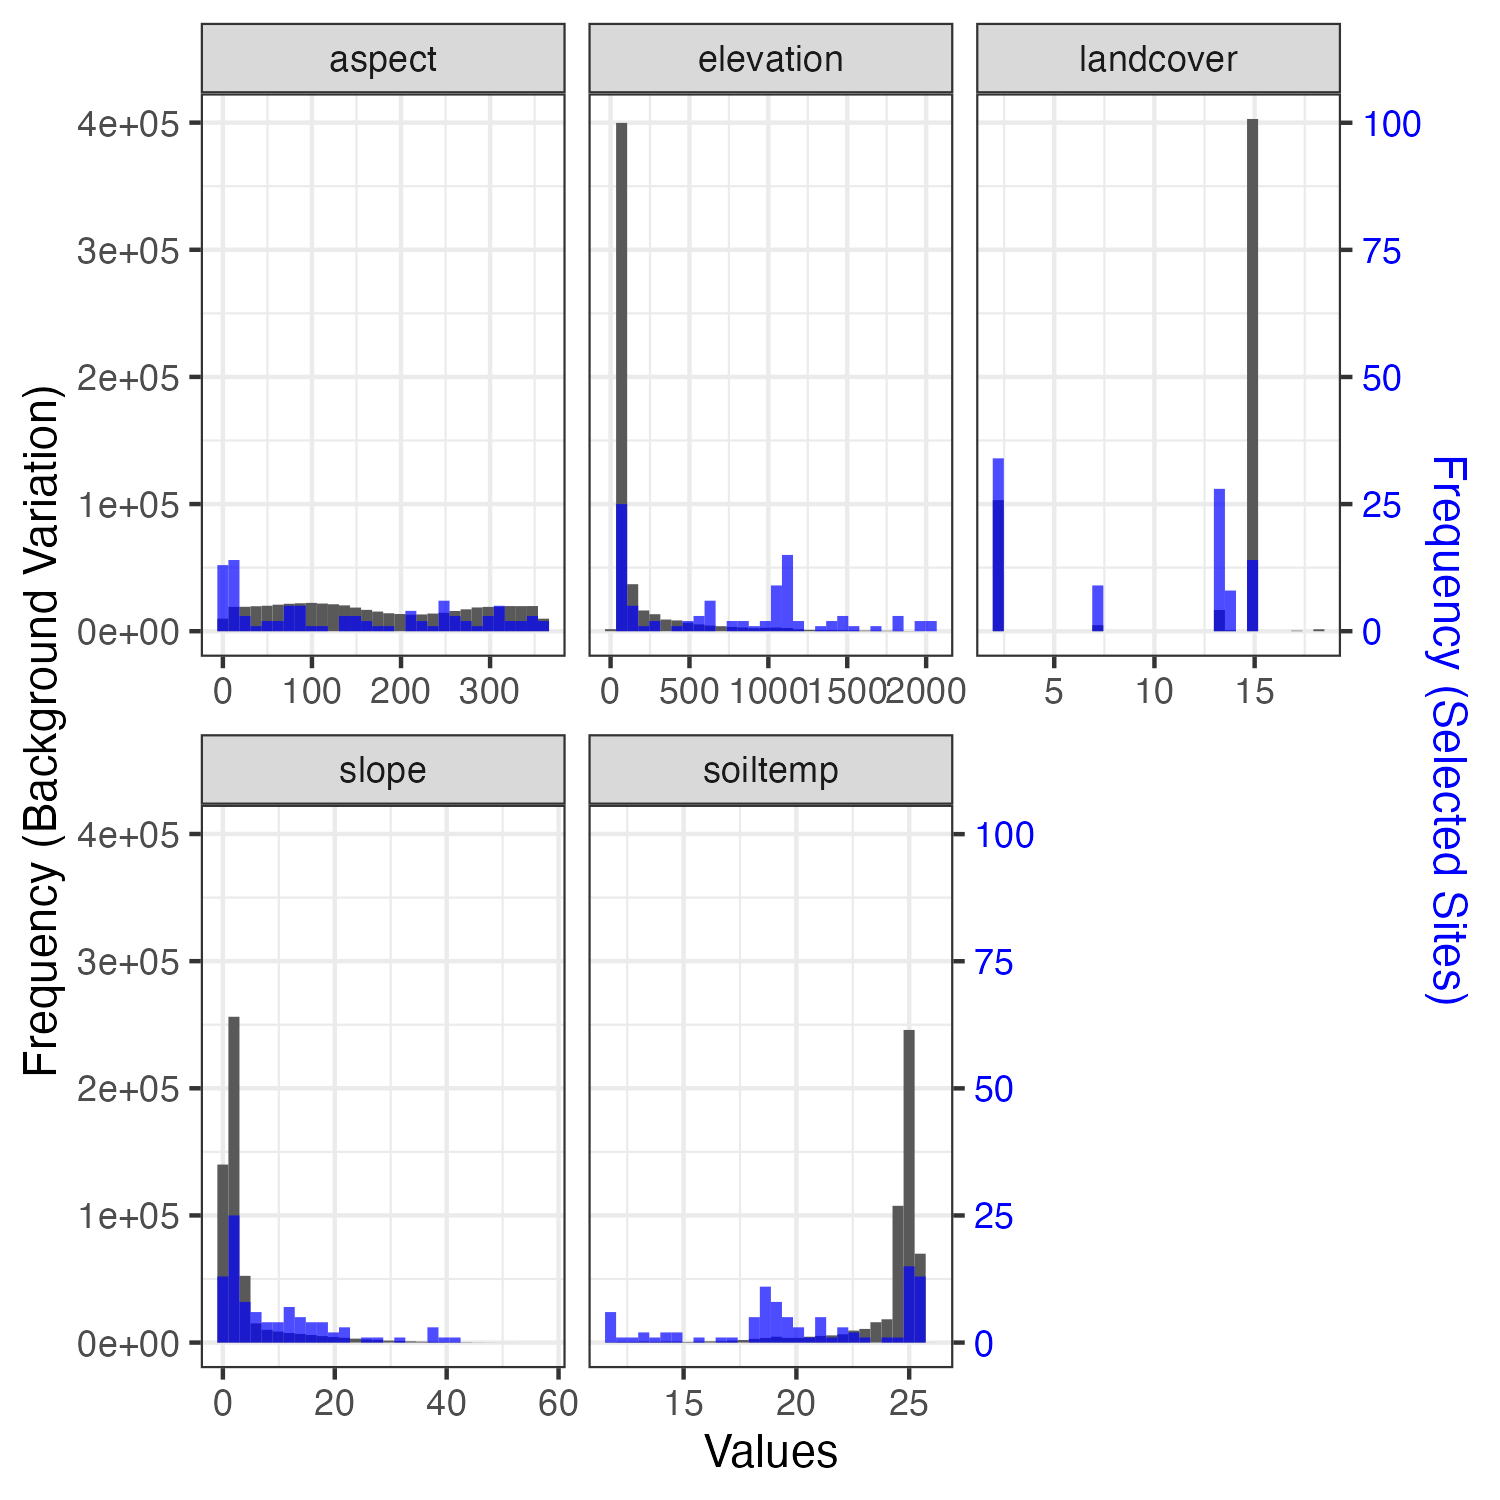 aspect
elevation
landcover
4e+05
3e+05
2e+05
1e+05
0e+00
100
75
50
25
0
0 100 200 300
0 500 1000 1500 2000
5 10 15
Frequency (Background Variation)
Frequency (Selected Sites)
slope
soiltemp
4e+05
3e+05
2e+05
1e+05
0e+00
100
75
50
25
0
0 20 40 60
15 20 25
Values